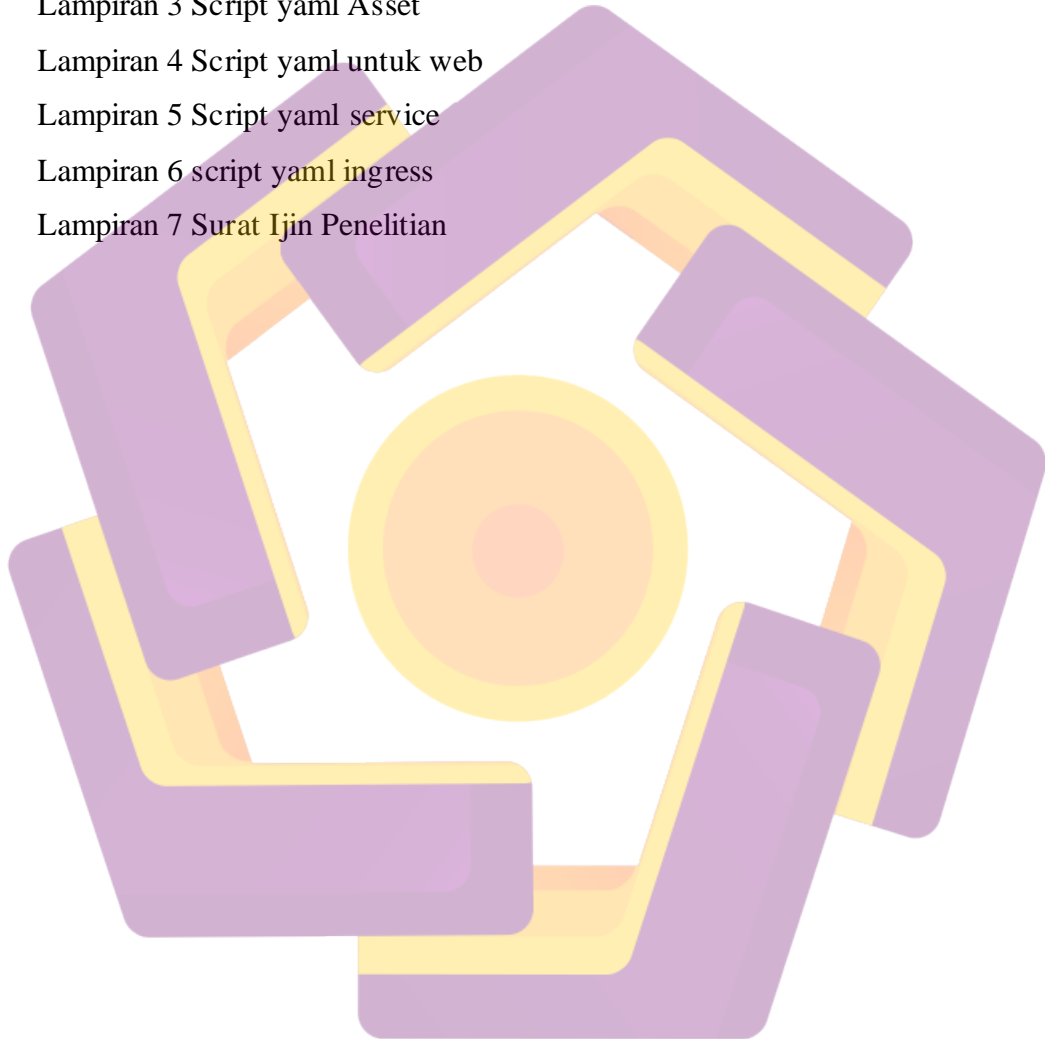 Lampiran 3 Script yaml Asset
Lampiran 4 Script yaml untuk web
Lampiran 5 Script yaml service
Lampiran 6 script yaml ingress
Lampiran 7 Surat Ijin Penelitian